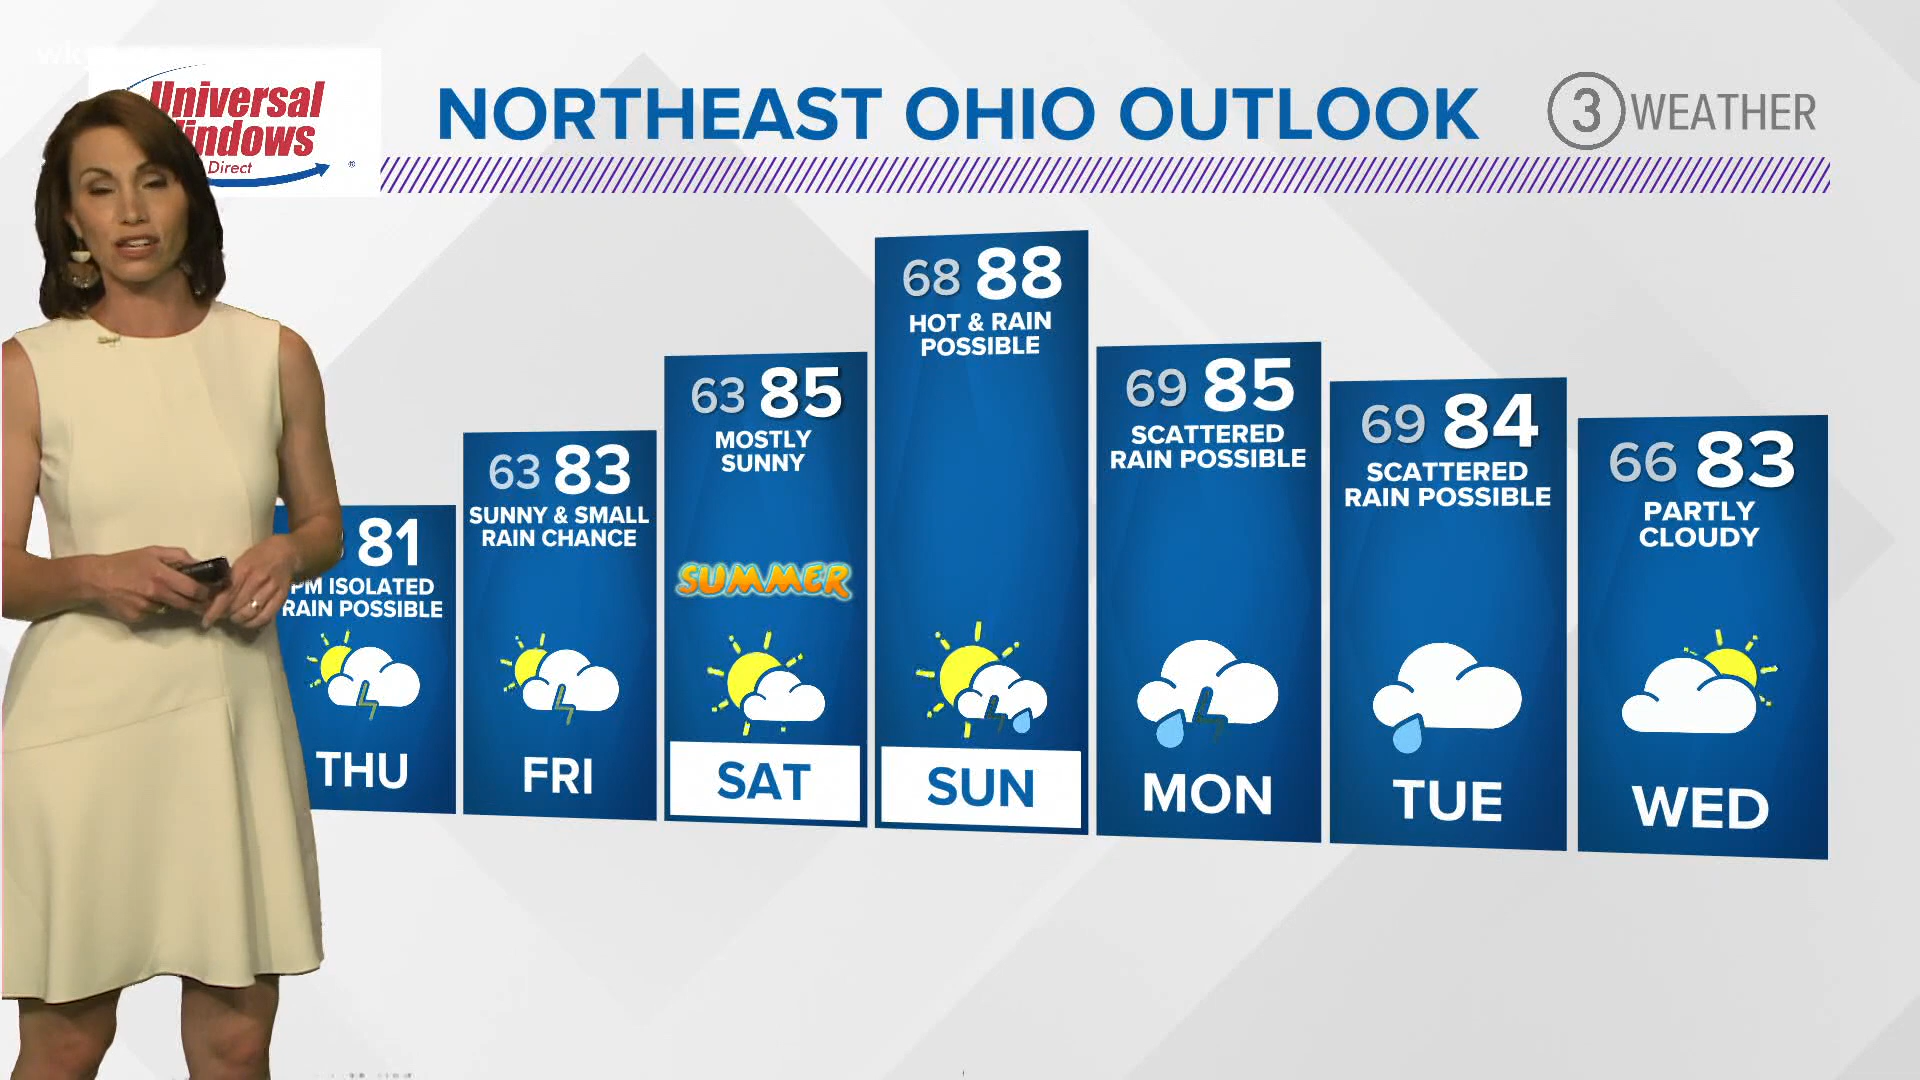 Universal
indows
Direct
®
NORTHEAST OHIO OUTLOOK
3 WEATHER
81
PM ISOLATED
RAIN POSSIBLE
THU
63 83
SUNNY & SMALL
RAIN CHANCE
FRI
63 85
MOSTLY
SUNNY
SUMMER
SAT
68 88
HOT & RAIN
POSSIBLE
SUN
69 85
SCATTERED
RAIN POSSIBLE
MON
69 84
SCATTERED
RAIN POSSIBLE
TUE
66 83
PARTLY
CLOUDY
WED